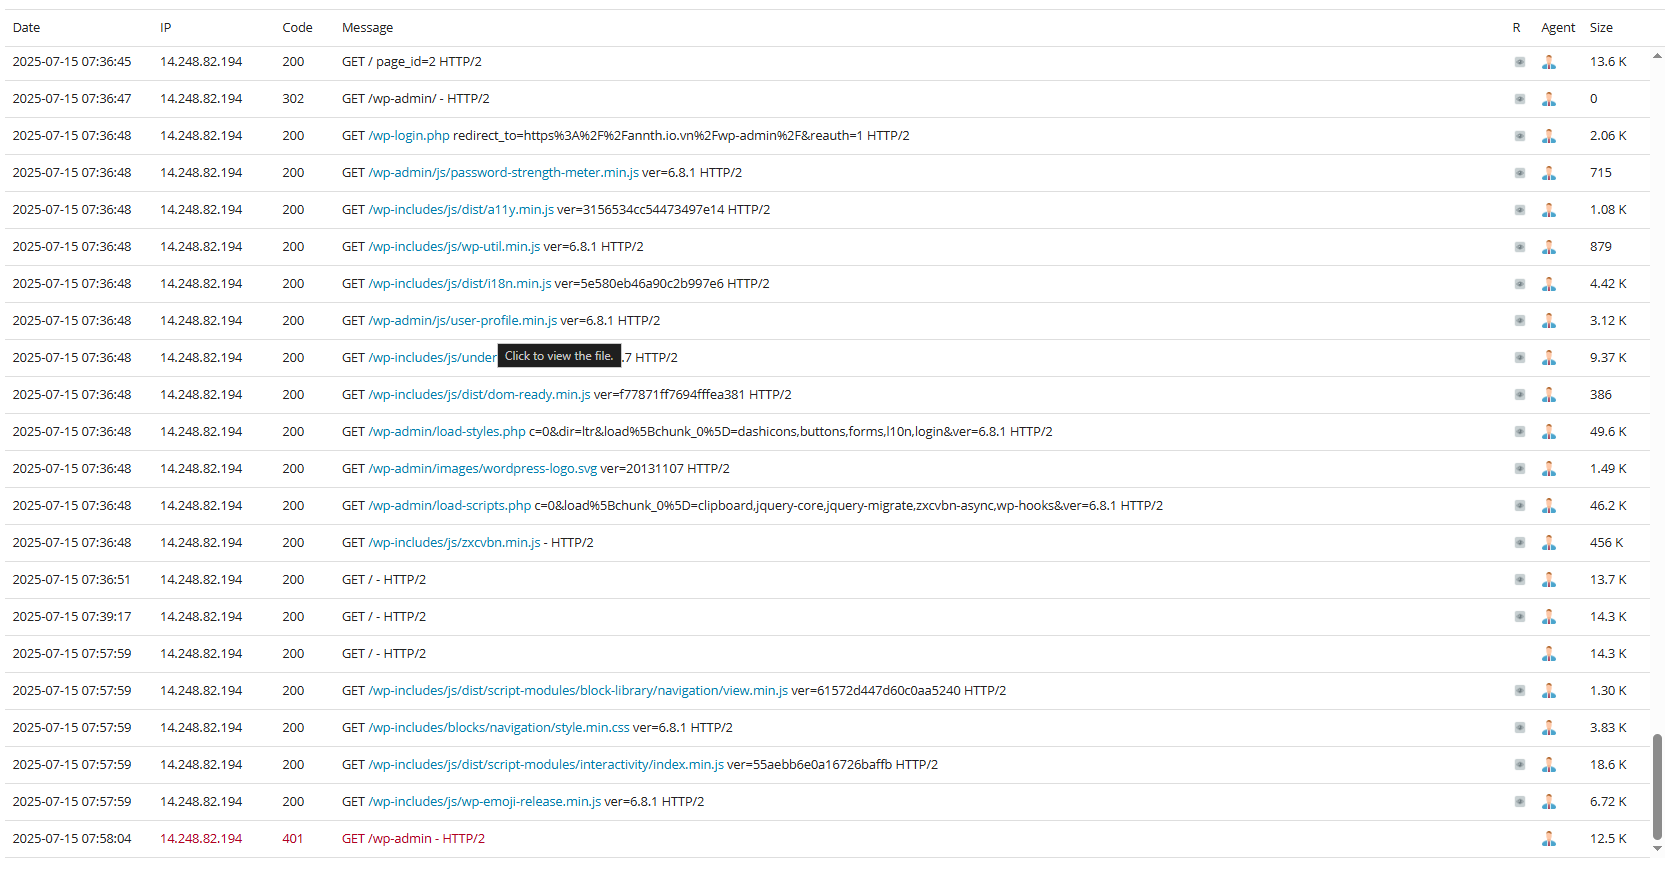 Date IP Code Message R Agent Size
2025-07-15 07:36:45 14.248.82.194 200 GET / page_id=2 HTTP/2 13.6 K
2025-07-15 07:36:47 14.248.82.194 302 GET /wp-admin/ - HTTP/2 0
2025-07-15 07:36:48 14.248.82.194 200 GET /wp-login.php redirect_to=https%3A%2F%2Fannth.io.vn%2Fwp-admin%2F&reauth=1 HTTP/2 2.06 K
2025-07-15 07:36:48 14.248.82.194 200 GET /wp-admin/js/password-strength-meter.min.js ver=6.8.1 HTTP/2 715
2025-07-15 07:36:48 14.248.82.194 200 GET /wp-includes/js/dist/a11y.min.js ver=3156534cc54473497e14 HTTP/2 1.08 K
2025-07-15 07:36:48 14.248.82.194 200 GET /wp-includes/js/wp-util.min.js ver=6.8.1 HTTP/2 879
2025-07-15 07:36:48 14.248.82.194 200 GET /wp-includes/js/dist/i18n.min.js ver=5e580eb46a90c2b997e6 HTTP/2 4.42 K
2025-07-15 07:36:48 14.248.82.194 200 GET /wp-admin/js/user-profile.min.js ver=6.8.1 HTTP/2 3.12 K
2025-07-15 07:36:48 14.248.82.194 200 GET /wp-includes/js/under Click to view the file. .7 HTTP/2 9.37 K
2025-07-15 07:36:48 14.248.82.194 200 GET /wp-includes/js/dist/dom-ready.min.js ver=f77871ff7694fffea381 HTTP/2 386
2025-07-15 07:36:48 14.248.82.194 200 GET /wp-admin/load-styles.php c=0&dir=ltr&load%5Bchunk_0%5D=dashicons,buttons,forms,l10n,login&ver=6.8.1 HTTP/2 49.6 K
2025-07-15 07:36:48 14.248.82.194 200 GET /wp-admin/images/wordpress-logo.svg ver=20131107 HTTP/2 1.49 K
2025-07-15 07:36:48 14.248.82.194 200 GET /wp-admin/load-scripts.php c=0&load%5Bchunk_0%5D=clipboard,jquery-core,jquery-migrate,zxcvbn-async,wp-hooks&ver=6.8.1 HTTP/2 46.2 K
2025-07-15 07:36:48 14.248.82.194 200 GET /wp-includes/js/zxcvbn.min.js - HTTP/2 456 K
2025-07-15 07:36:51 14.248.82.194 200 GET / - HTTP/2 13.7 K
2025-07-15 07:39:17 14.248.82.194 200 GET / - HTTP/2 14.3 K
2025-07-15 07:57:59 14.248.82.194 200 GET / - HTTP/2 14.3 K
2025-07-15 07:57:59 14.248.82.194 200 GET /wp-includes/js/dist/script-modules/block-library/navigation/view.min.js ver=61572d447d60c0aa5240 HTTP/2 1.30 K
2025-07-15 07:57:59 14.248.82.194 200 GET /wp-includes/blocks/navigation/style.min.css ver=6.8.1 HTTP/2 3.83 K
2025-07-15 07:57:59 14.248.82.194 200 GET /wp-includes/js/dist/script-modules/interactivity/index.min.js ver=55aebb6e0a16726baffb HTTP/2 18.6 K
2025-07-15 07:57:59 14.248.82.194 200 GET /wp-includes/js/wp-emoji-release.min.js ver=6.8.1 HTTP/2 6.72 K
2025-07-15 07:58:04 14.248.82.194 401 GET /wp-admin - HTTP/2 12.5 K